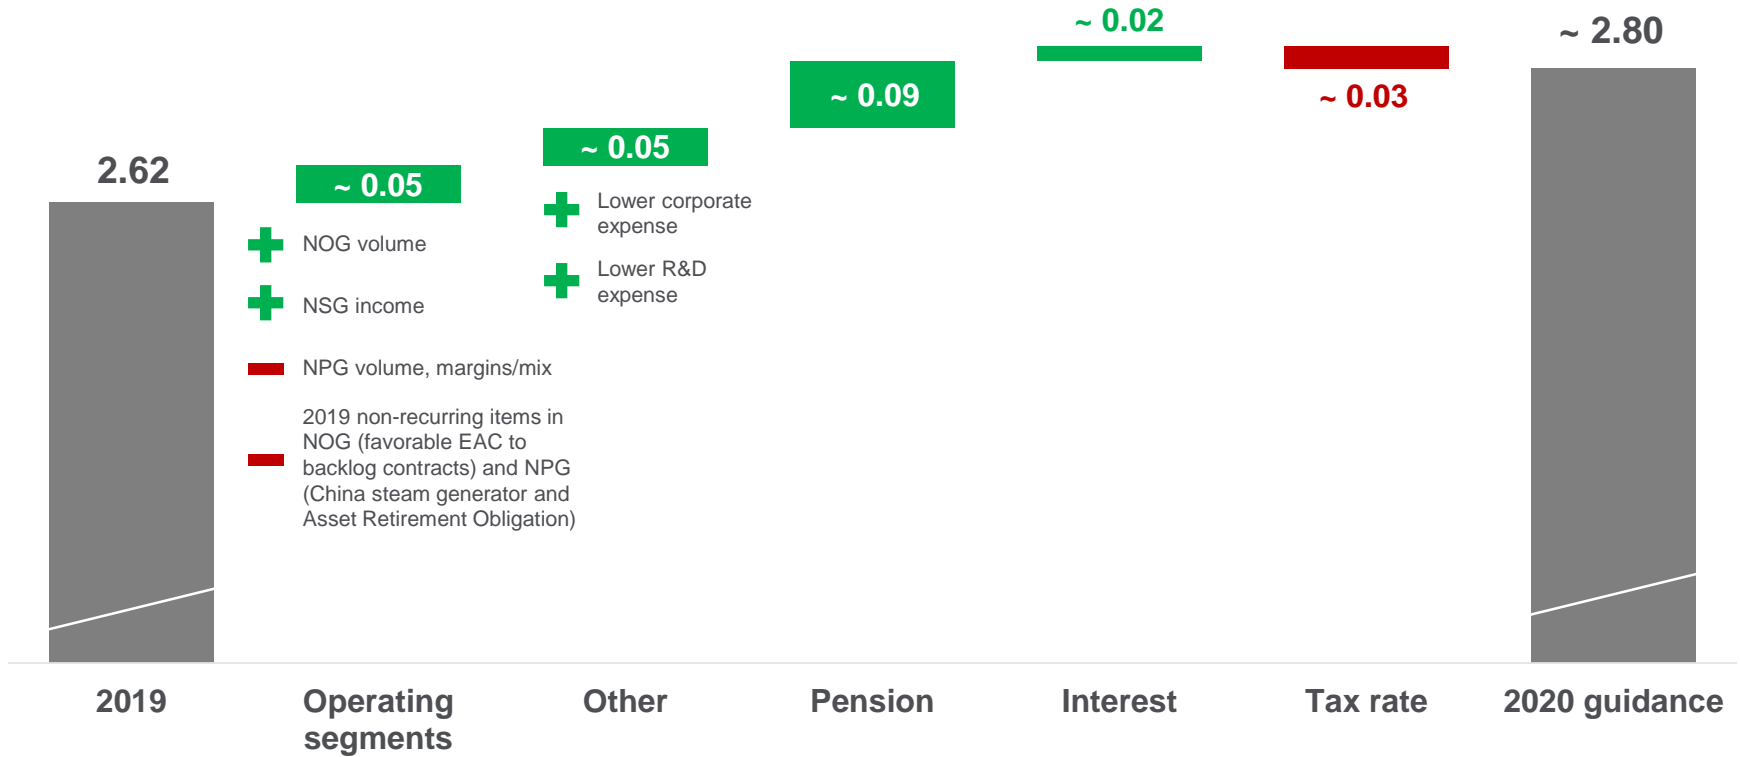 2.62
~ 0.05
NOG volume
NSG income
NPG volume, margins/mix
2019 non-recurring items in
NOG (favorable EAC to
backlog contracts) and NPG
(China steam generator and
Asset Retirement Obligation)
~ 0.05
Lower corporate
expense
Lower R&D
expense
~ 0.09
~ 0.02
~ 0.03
~ 2.80
2019
Operating
segments
Other
Pension
Interest
Tax rate
2020 guidance